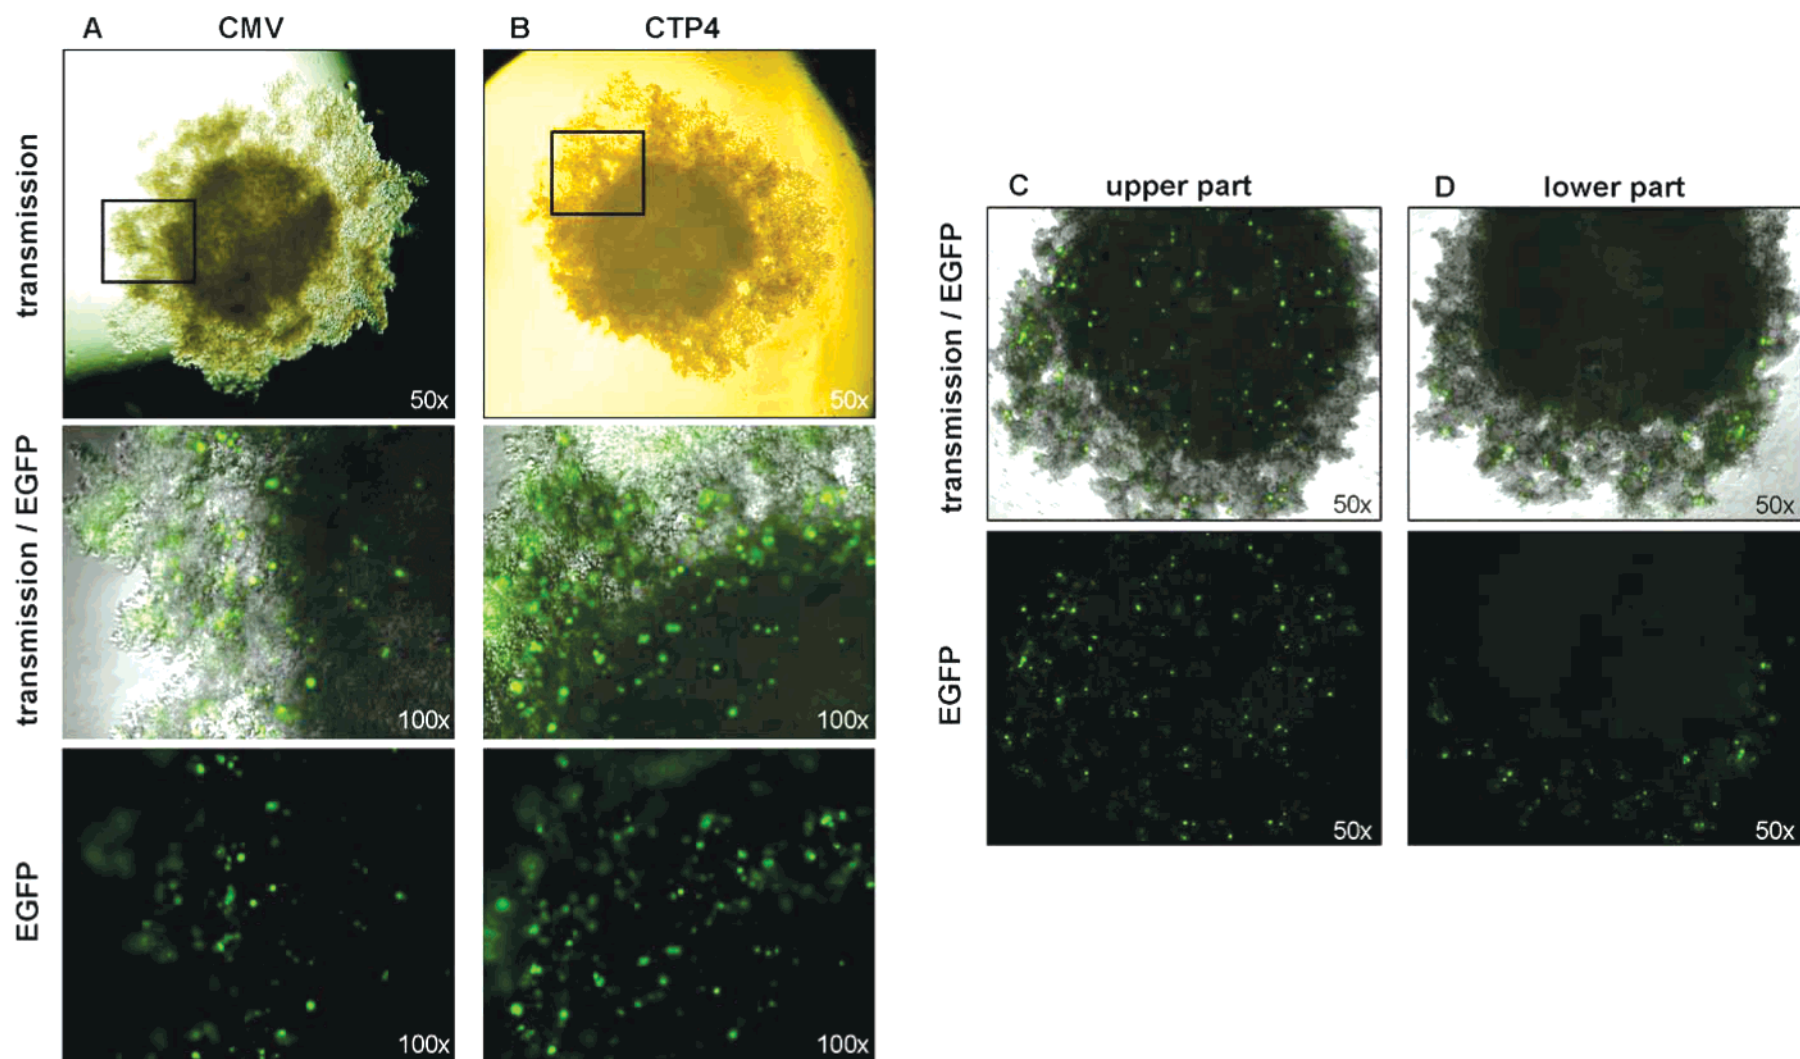 A CMV
B CTP4
transmission
50x
50x
transmission / EGFP
100x
100x
EGFP
100x
100x
C upper part
D lower part
transmission / EGFP
50x
50x
EGFP
50x
50x